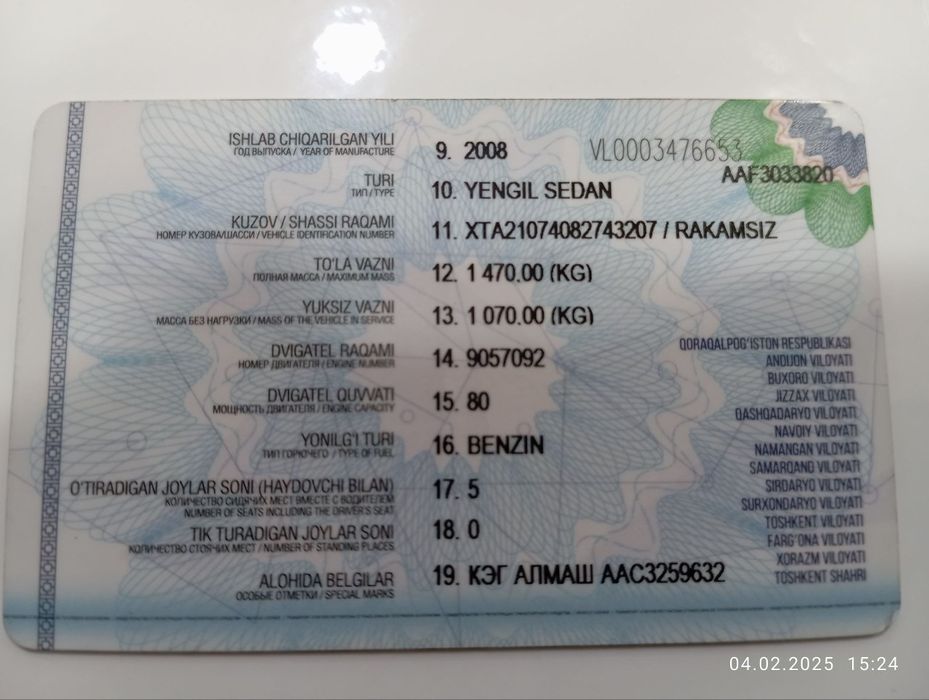 ISHLAB CHIQARILGAN YILI
ГОД ВЫПУСКА / YEAR OF MANUFACTURE
9. 2008
VL0003476653
AAF3033820
TURI
ТИП / TYPE
10. YENGIL SEDAN
KUZOV / SHASSI RAQAMI
НОМЕР КУЗОВА/ШАССИ / VEHICLE IDENTIFICATION NUMBER
11. XTA21074082743207 / RAKAMSIZ
TO'LA VAZNI
ПОЛНАЯ МАССА / MAXIMUM MASS
12. 1 470.00 (KG)
YUKSIZ VAZNI
МАССА БЕЗ НАГРУЗКИ / MASS OF THE VEHICLE IN SERVICE
13. 1 070.00 (KG)
DVIGATEL RAQAMI
НОМЕР ДВИГАТЕЛЯ / ENGINE NUMBER
14. 9057092
DVIGATEL QUVVATI
МОЩНОСТЬ ДВИГАТЕЛЯ / ENGINE CAPACITY
15. 80
YONILG'I TURI
ТИП ГОРЮЧЕГО / TYPE OF FUEL
16. BENZIN
O'TIRADIGAN JOYLAR SONI (HAYDOVCHI BILAN)
КОЛИЧЕСТВО СИДЯЧИХ МЕСТ ВМЕСТЕ С ВОДИТЕЛЕМ
NUMBER OF SEATS INCLUDING THE DRIVER'S SEAT
17. 5
TIK TURADIGAN JOYLAR SONI
КОЛИЧЕСТВО СТОЯЧИХ МЕСТ / NUMBER OF STANDING PLACES
18. 0
ALOHIDA BELGILAR
ОСОБЫЕ ОТМЕТКИ / SPECIAL MARKS
19. КЭГ АЛМАШ AAC3259632
QORAQALPOG'ISTON RESPUBLIKASI
ANDIJON VILOYATI
BUXORO VILOYATI
JIZZAX VILOYATI
QASHQADARYO VILOYATI
NAVOIY VILOYATI
NAMANGAN VILOYATI
SAMARQAND VILOYATI
SIRDARYO VILOYATI
SURXONDARYO VILOYATI
TOSHKENT VILOYATI
FARG'ONA VILOYATI
XORAZM VILOYATI
TOSHKENT SHAHRI
04.02.2025 15:24